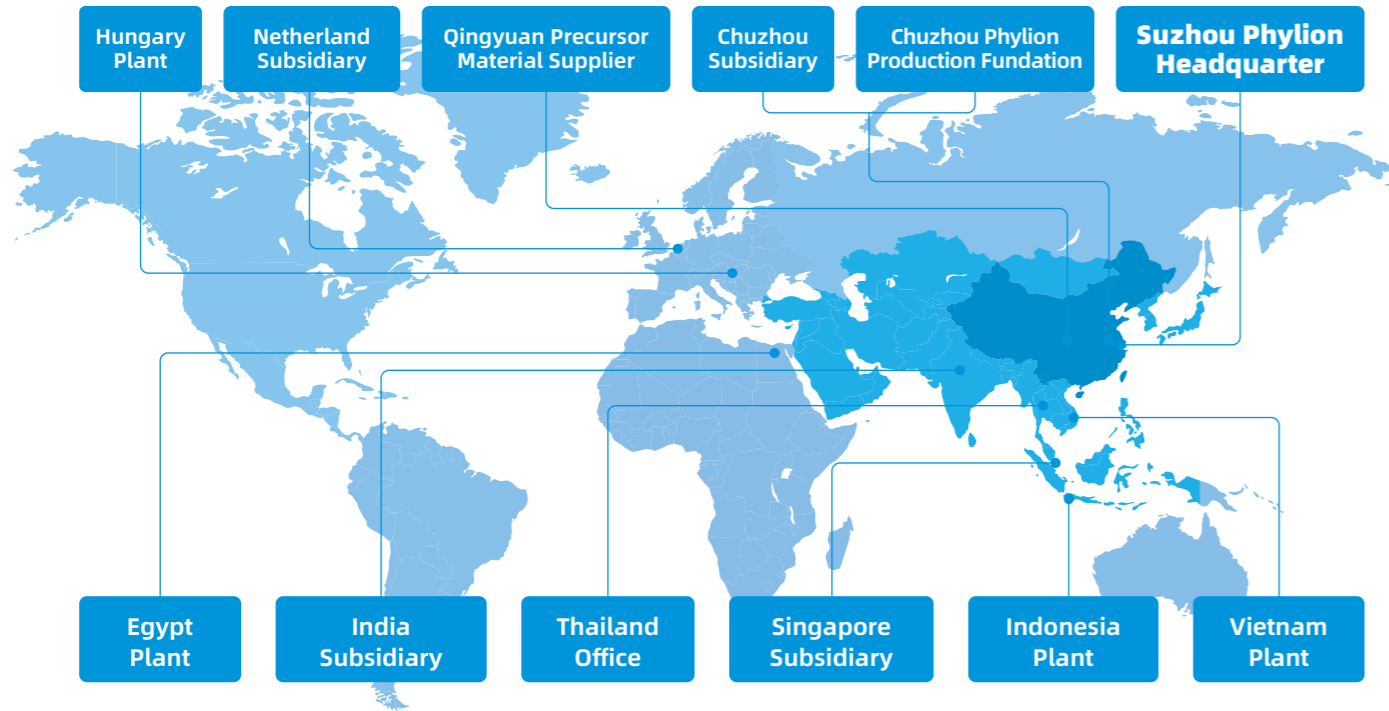 Hungary
Plant
Netherland
Subsidiary
Qingyuan Precursor
Material Supplier
Chuzhou
Subsidiary
Chuzhou Phylion
Production Fundation
Suzhou Phylion
Headquarter
Egypt
Plant
India
Subsidiary
Thailand
Office
Singapore
Subsidiary
Indonesia
Plant
Vietnam
Plant